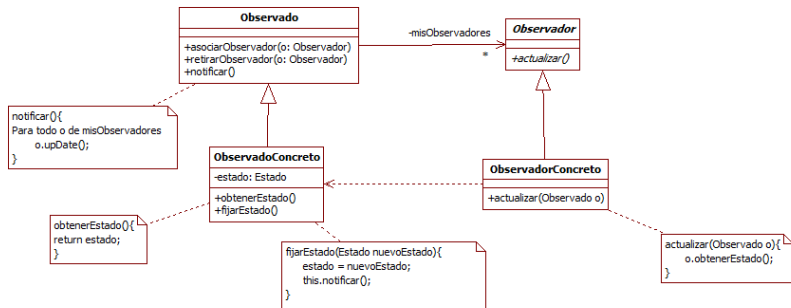 Observado
+asociarObservador(o: Observador)
+retirarObservador(o: Observador)
+notificar()
-misObservadores
*
Observador
+actualizar()
notificar(){
Para todo o de misObservadores
o.upDate();
}
ObservadoConcreto
-estado: Estado
+obtenerEstado()
+fijarEstado()
ObservadorConcreto
+actualizar(Observado o)
obtenerEstado(){
return estado;
}
fijarEstado(Estado nuevoEstado){
estado = nuevoEstado;
this.notificar();
}
actualizar(Observado o){
o.obtenerEstado();
}